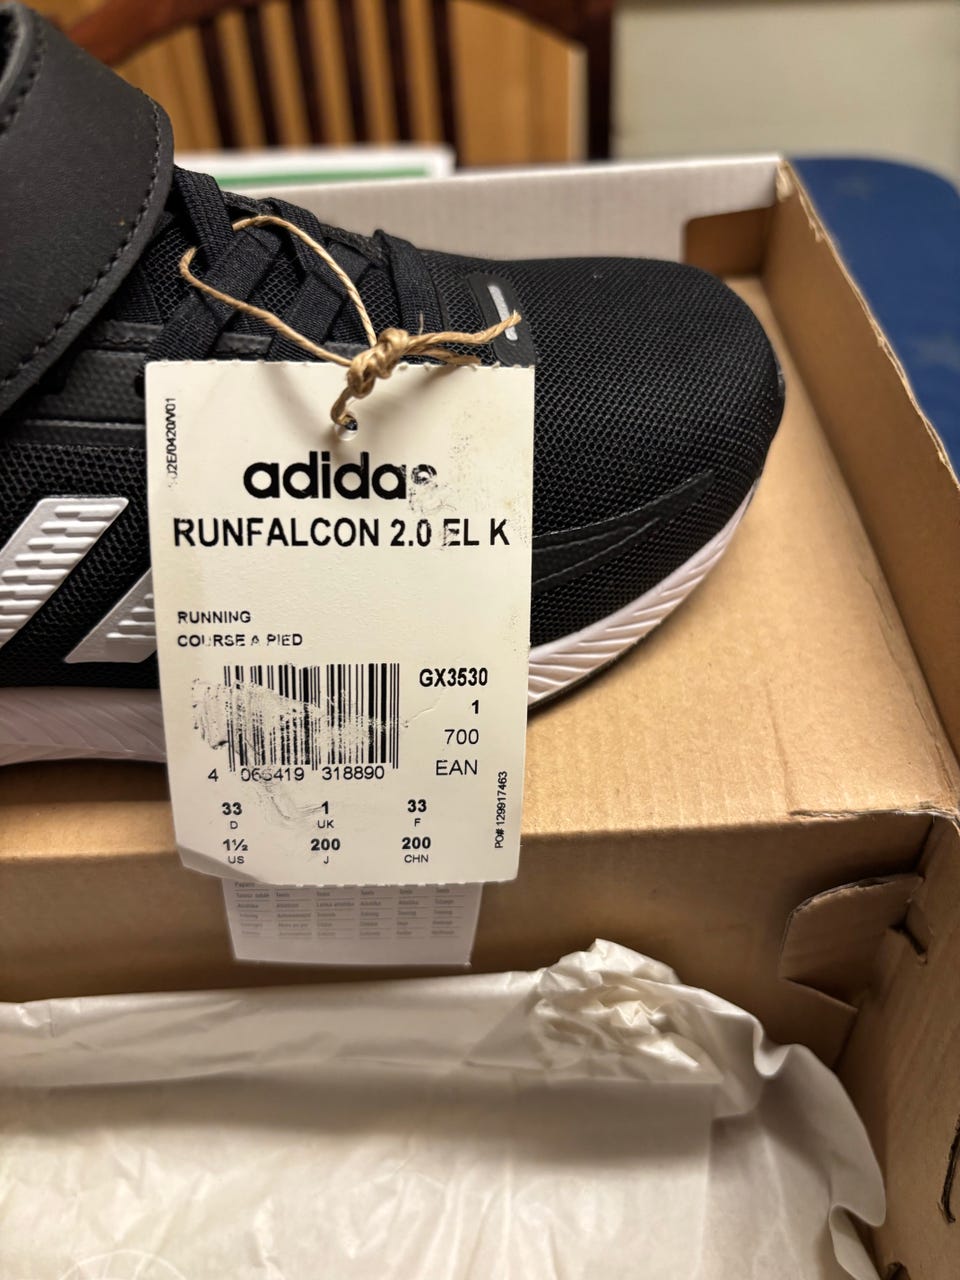 adidas
RUNFALCON 2.0 EL K
RUNNING
COURSE A PIED
GX3530
1
700
EAN
4 065419 318890
33 1 33
D UK F
1½ 200 200
US J CHN
PO# 129917463